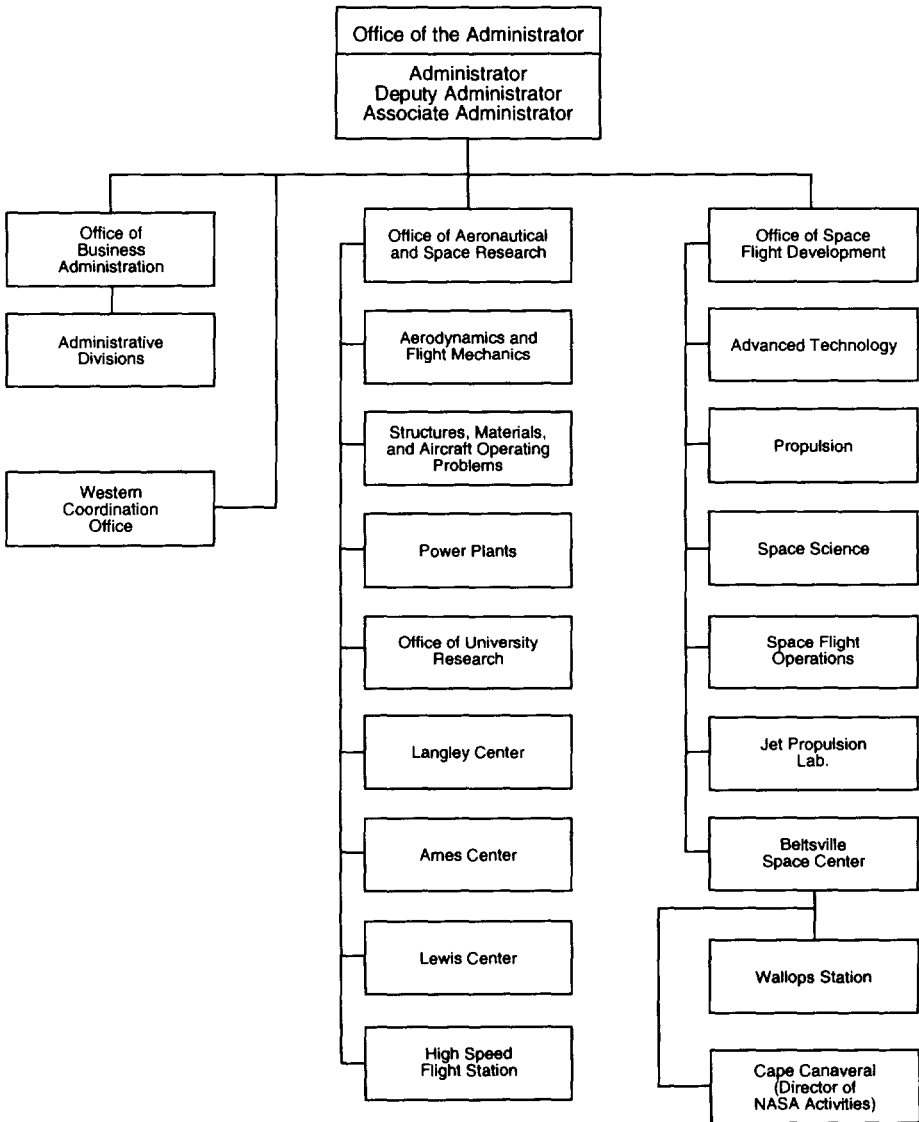 Office of the Administrator
Administrator
Deputy Administrator
Associate Administrator
Office of
Business
Administration
Administrative
Divisions
Western
Coordination
Office
Office of Aeronautical
and Space Research
Aerodynamics and
Flight Mechanics
Structures, Materials,
and Aircraft Operating
Problems
Power Plants
Office of University
Research
Langley Center
Ames Center
Lewis Center
High Speed
Flight Station
Office of Space
Flight Development
Advanced Technology
Propulsion
Space Science
Space Flight
Operations
Jet Propulsion
Lab.
Beltsville
Space Center
Wallops Station
Cape Canaveral
(Director of
NASA Activities)